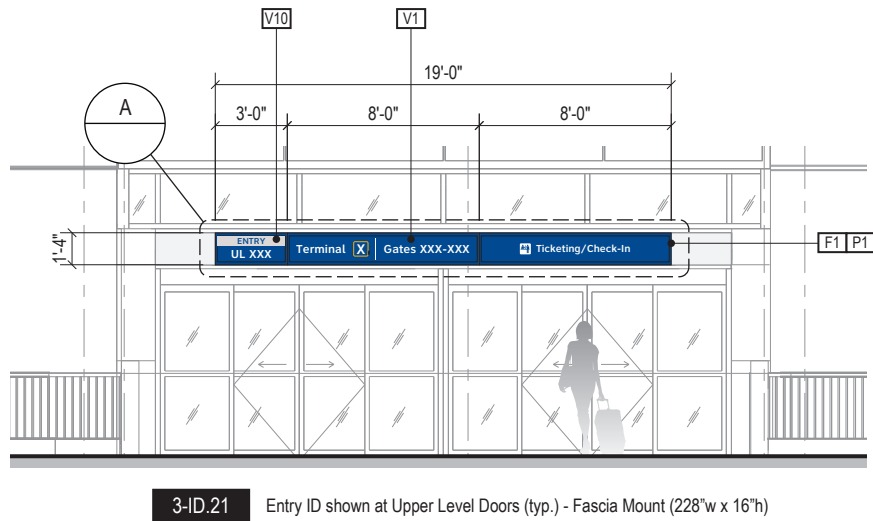 V10
V1
19'-0"
A
3'-0"
8'-0"
8'-0"
1'-4"
ENTRY
UL XXX
Terminal X
Gates XXX-XXX
Ticketing/Check-In
F1 P1
3-ID.21
Entry ID shown at Upper Level Doors (typ.) - Fascia Mount (228”w x 16”h)